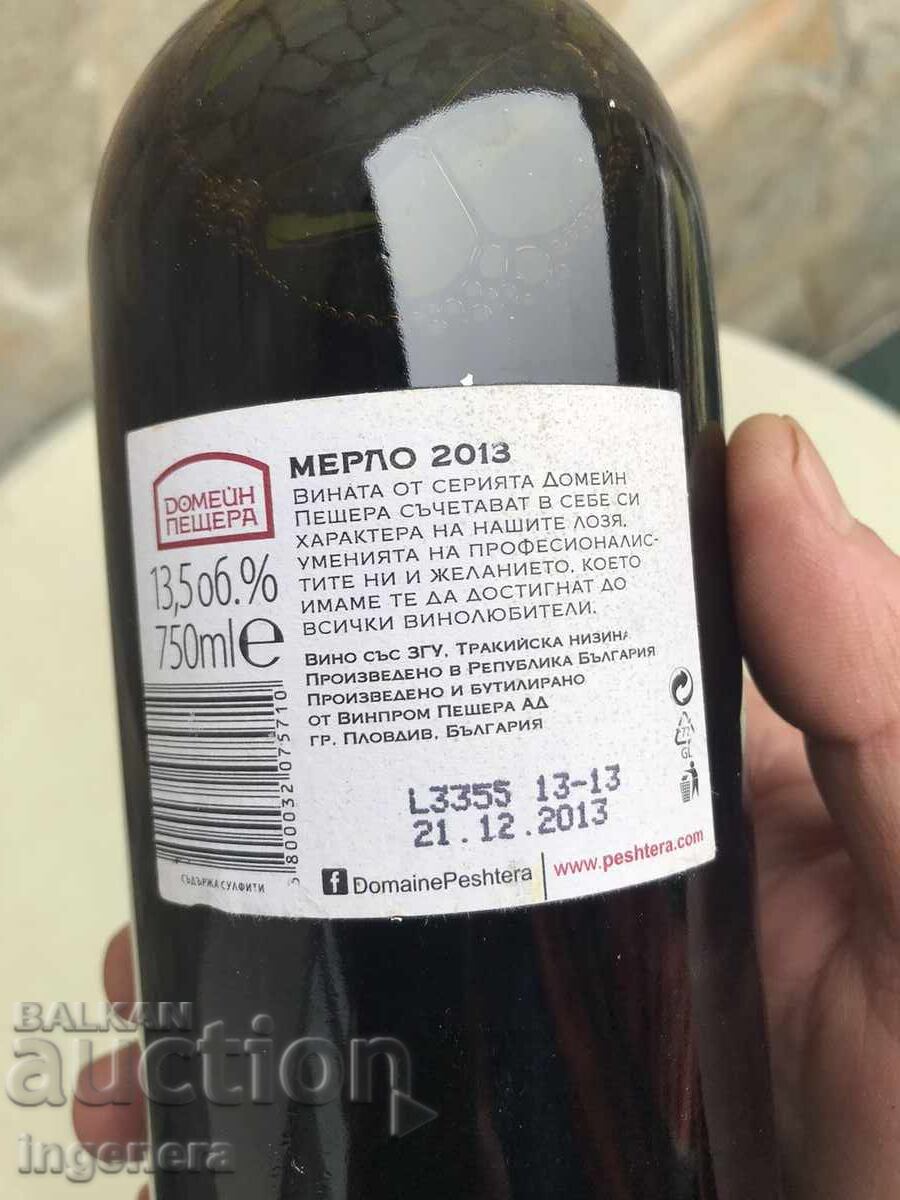 ДОМЕЙН
ПЕЩЕРА
13,5 об.%
750ml e
МЕРЛО 2013
ВИНАТА ОТ СЕРИЯТА ДОМЕЙН
ПЕЩЕРА СЪЧЕТАВАТ В СЕБЕ СИ
ХАРАКТЕРА НА НАШИТЕ ЛОЗЯ,
УМЕНИЯТА НА ПРОФЕСИОНАЛИС-
ТИТЕ НИ И ЖЕЛАНИЕТО, КОЕТО
ИМАМЕ ТЕ ДА ДОСТИГНАТ ДО
ВСИЧКИ ВИНОЛЮБИТЕЛИ.
ВИНО СЪС ЗГУ, ТРАКИЙСКА НИЗИНА
ПРОИЗВЕДЕНО В РЕПУБЛИКА БЪЛГАРИЯ
ПРОИЗВЕДЕНО И БУТИЛИРАНО
ОТ ВИНПРОМ ПЕЩЕРА АД
ГР. ПЛОВДИВ, БЪЛГАРИЯ
GL
L3355 13-13
21.12.2013
3800032075710
СЪДЪРЖА СУЛФИТИ
f DomainePeshtera
www.peshtera.com
BALKAN
auction
ingenera